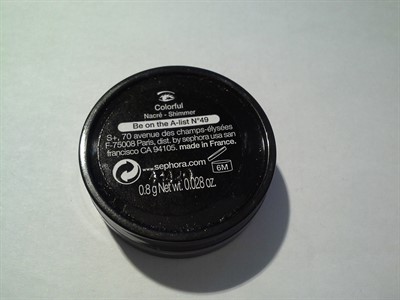 Colorful
Nacré - Shimmer
Be on the A-list N°49
S+, 70 avenue des champs-élysées
F-75008 Paris, dist. by sephora usa san
francisco CA 94105. made in France.
www.sephora.com
6M
0.8 g Net wt. 0.028 oz.